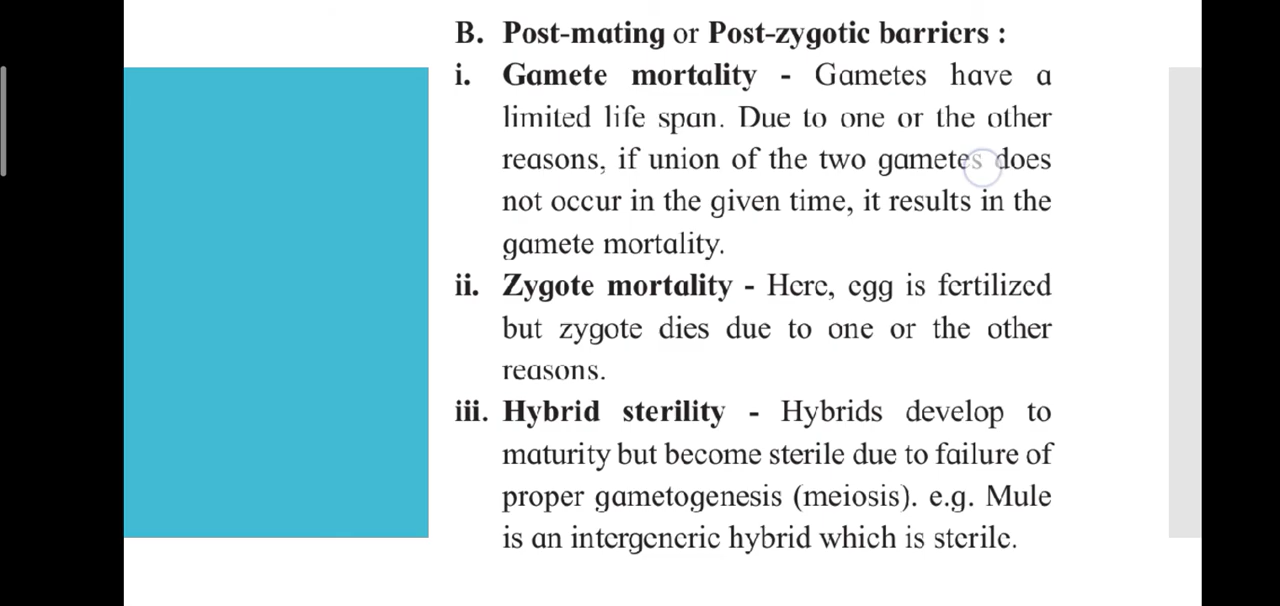 B. Post-mating or Post-zygotic barriers :
i. Gamete mortality - Gametes have a
limited life span. Due to one or the other
reasons, if union of the two gametes does
not occur in the given time, it results in the
gamete mortality.
ii. Zygote mortality - Here, egg is fertilized
but zygote dies due to one or the other
reasons.
iii. Hybrid sterility - Hybrids develop to
maturity but become sterile due to failure of
proper gametogenesis (meiosis). e.g. Mule
is an intergeneric hybrid which is sterile.